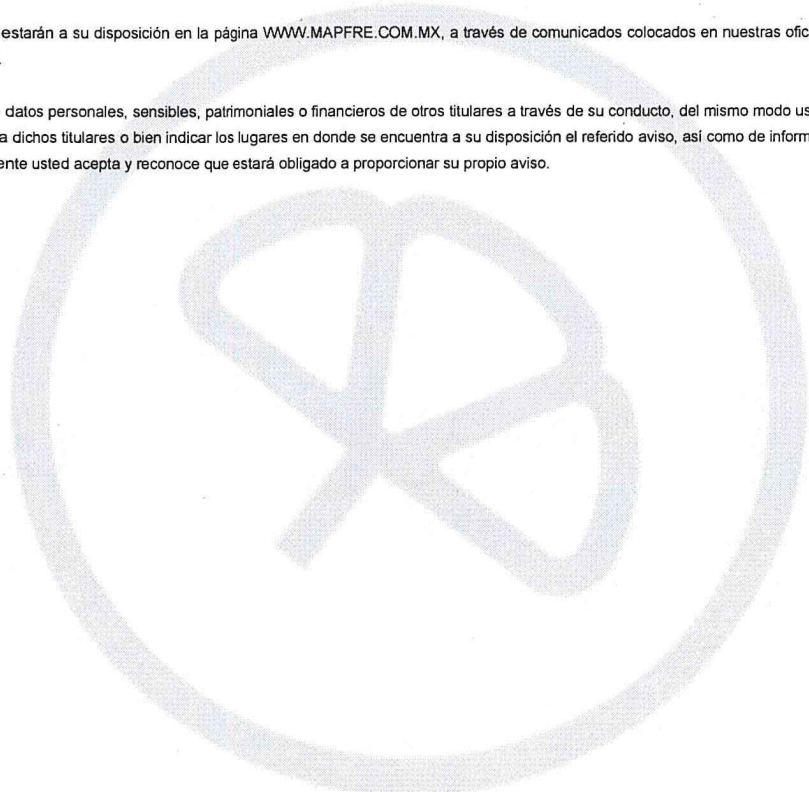 estarán a su disposición en la página WWW.MAPFRE.COM.MX, a través de comunicados colocados en nuestras ofic
.
datos personales, sensibles, patrimoniales o financieros de otros titulares a través de su conducto, del mismo modo us
a dichos titulares o bien indicar los lugares en donde se encuentra a su disposición el referido aviso, así como de inform
ente usted acepta y reconoce que estará obligado a proporcionar su propio aviso.